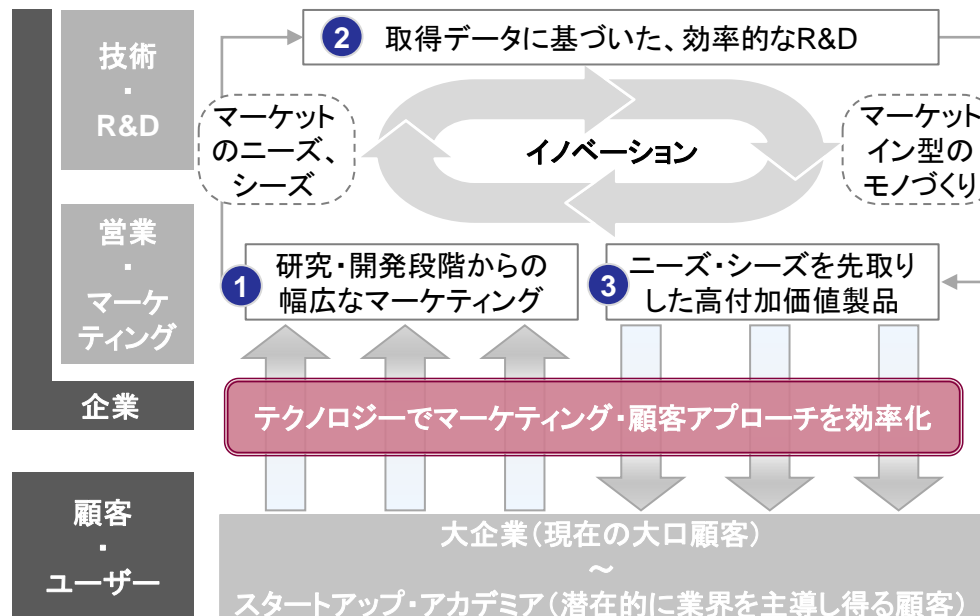 技術
・
R&D
2 取得データに基づいた、効率的なR&D
マーケット
のニーズ、
シーズ
イノベーション
マーケット
イン型の
モノづくり
営業
・
マーケ
ティング
1 研究・開発段階からの
幅広なマーケティング
3 ニーズ・シーズを先取り
した高付加価値製品
企業
テクノロジーでマーケティング・顧客アプローチを効率化
顧客
・
ユーザー
大企業（現在の大口顧客）
～
スタートアップ・アカデミア（潜在的に業界を主導し得る顧客）